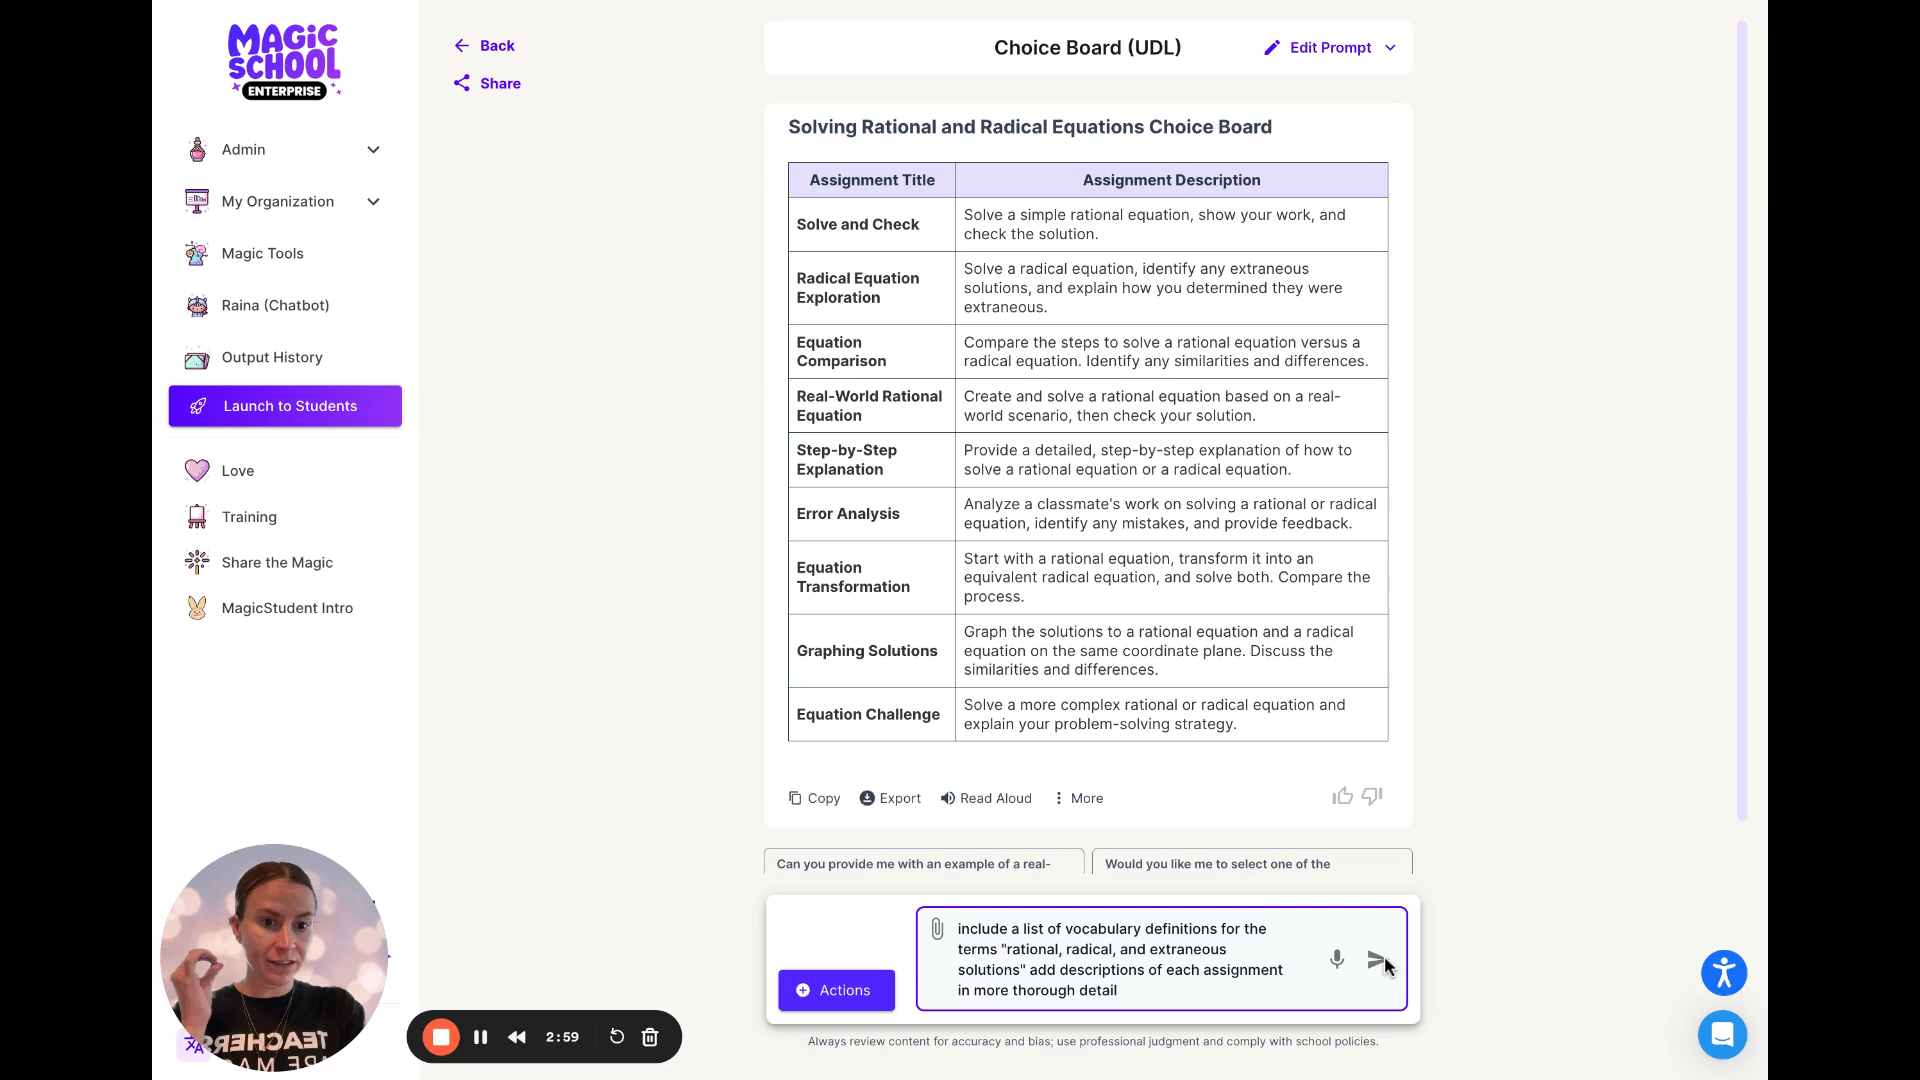 MAGIC
SCHOOL
ENTERPRISE
Admin
My Organization
Magic Tools
Raina (Chatbot)
Output History
Launch to Students
Love
Training
Share the Magic
MagicStudent Intro
Back
Share
Choice Board (UDL)
Edit Prompt
Solving Rational and Radical Equations Choice Board
Assignment Title
Assignment Description
Solve and Check
Solve a simple rational equation, show your work, and
check the solution.
Radical Equation
Exploration
Solve a radical equation, identify any extraneous
solutions, and explain how you determined they were
extraneous.
Equation
Comparison
Compare the steps to solve a rational equation versus a
radical equation. Identify any similarities and differences.
Real-World Rational
Equation
Create and solve a rational equation based on a real-
world scenario, then check your solution.
Step-by-Step
Explanation
Provide a detailed, step-by-step explanation of how to
solve a rational equation or a radical equation.
Error Analysis
Analyze a classmate's work on solving a rational or radical
equation, identify any mistakes, and provide feedback.
Equation
Transformation
Start with a rational equation, transform it into an
equivalent radical equation, and solve both. Compare the
process.
Graphing Solutions
Graph the solutions to a rational equation and a radical
equation on the same coordinate plane. Discuss the
similarities and differences.
Equation Challenge
Solve a more complex rational or radical equation and
explain your problem-solving strategy.
Copy
Export
Read Aloud
More
Can you provide me with an example of a real-
Would you like me to select one of the
include a list of vocabulary definitions for the
terms "rational, radical, and extraneous
solutions" add descriptions of each assignment
in more thorough detail
Actions
Always review content for accuracy and bias; use professional judgment and comply with school policies.
2:59
TEACHERS